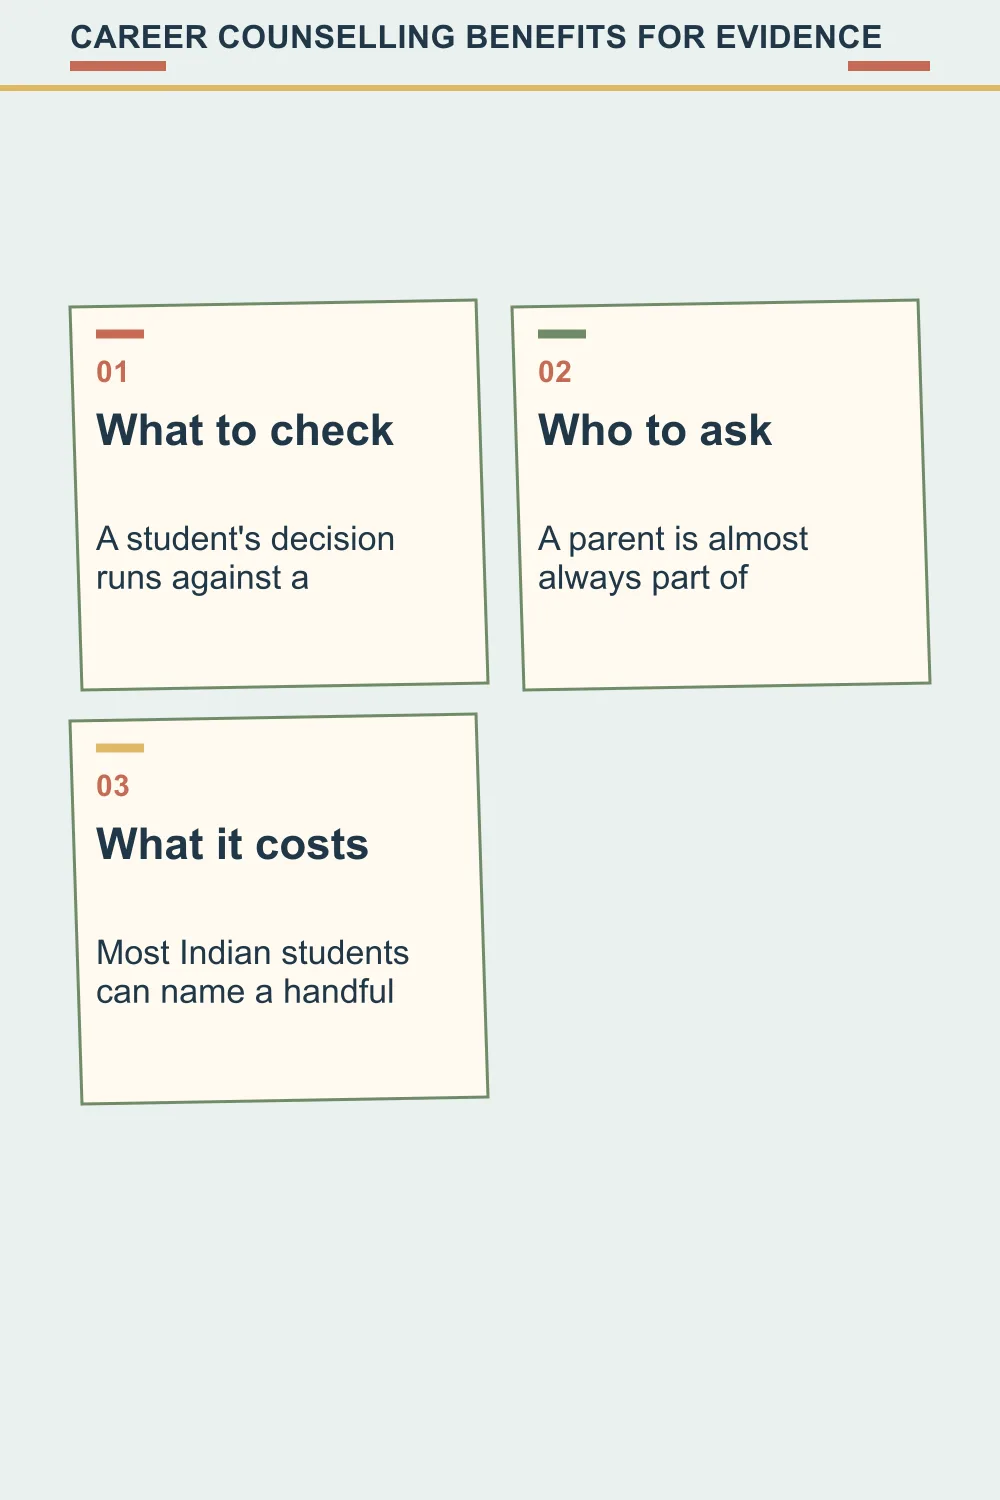 CAREER COUNSELLING BENEFITS FOR EVIDENCE
01
What to check
A student's decision
runs against a
02
Who to ask
A parent is almost
always part of
03
What it costs
Most Indian students
can name a handful